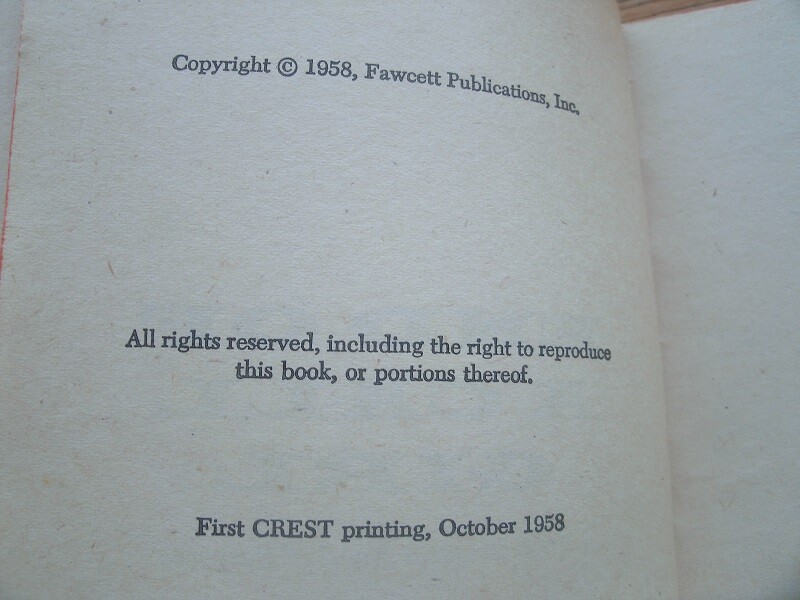 Copyright © 1958, Fawcett Publications, Inc.
All rights reserved, including the right to reproduce
this book, or portions thereof.
First CREST printing, October 1958